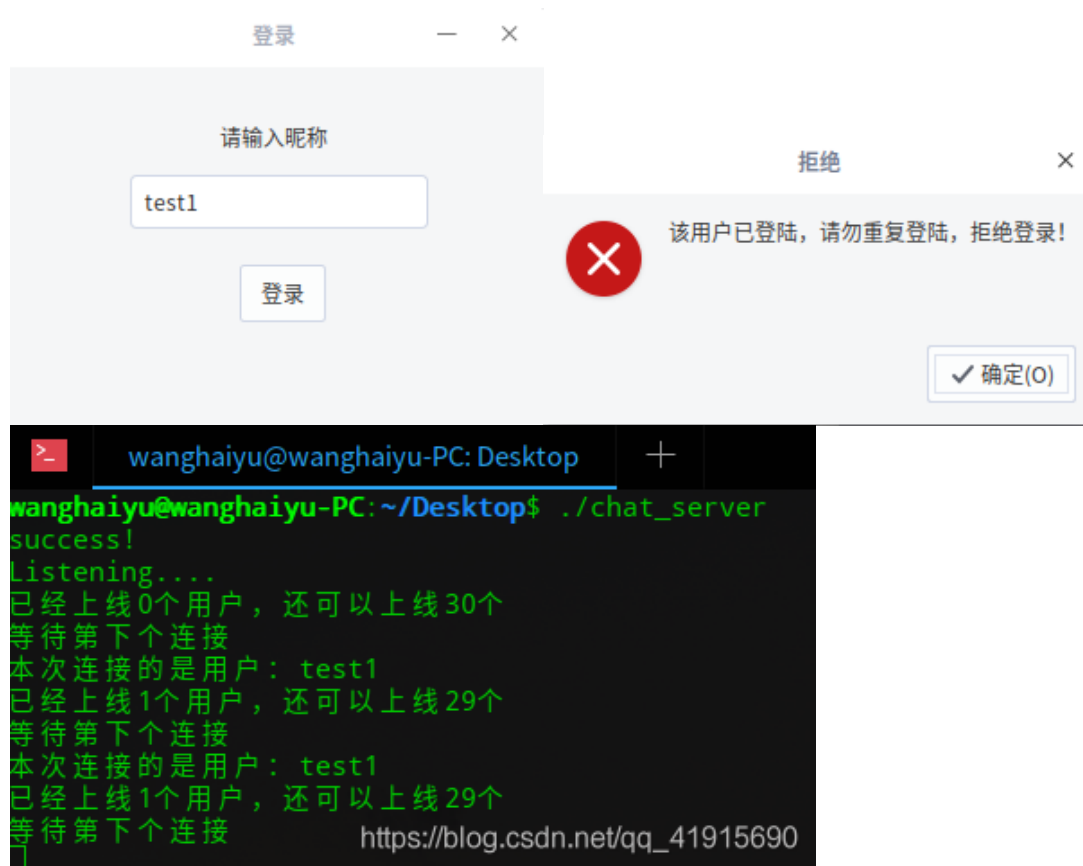 登录
请输入昵称
test1
登录
拒绝
该用户已登陆，请勿重复登陆，拒绝登录！
确定(O)
wanghaiyu@wanghaiyu-PC: Desktop
wanghaiyu@wanghaiyu-PC:~/Desktop$ ./chat_server
success!
Listening....
已经上线0个用户，还可以上线30个
等待第下个连接
本次连接的是用户：test1
已经上线1个用户，还可以上线29个
等待第下个连接
本次连接的是用户：test1
已经上线1个用户，还可以上线29个
等待第下个连接
https://blog.csdn.net/qq_41915690